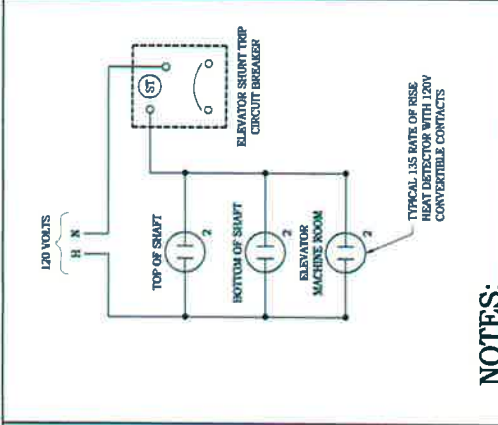 120 VOLTS
H N
ST
ELEVATOR SHUNT TRIP
CIRCUIT BREAKER
TOP OF SHAFT
2
BOTTOM OF SHAFT
2
ELEVATOR
MACHINE ROOM
2
TYPICAL 135 RATE OF RISE
HEAT DETECTOR WITH 120V
CONVERTIBLE CONTACTS
NOTES: